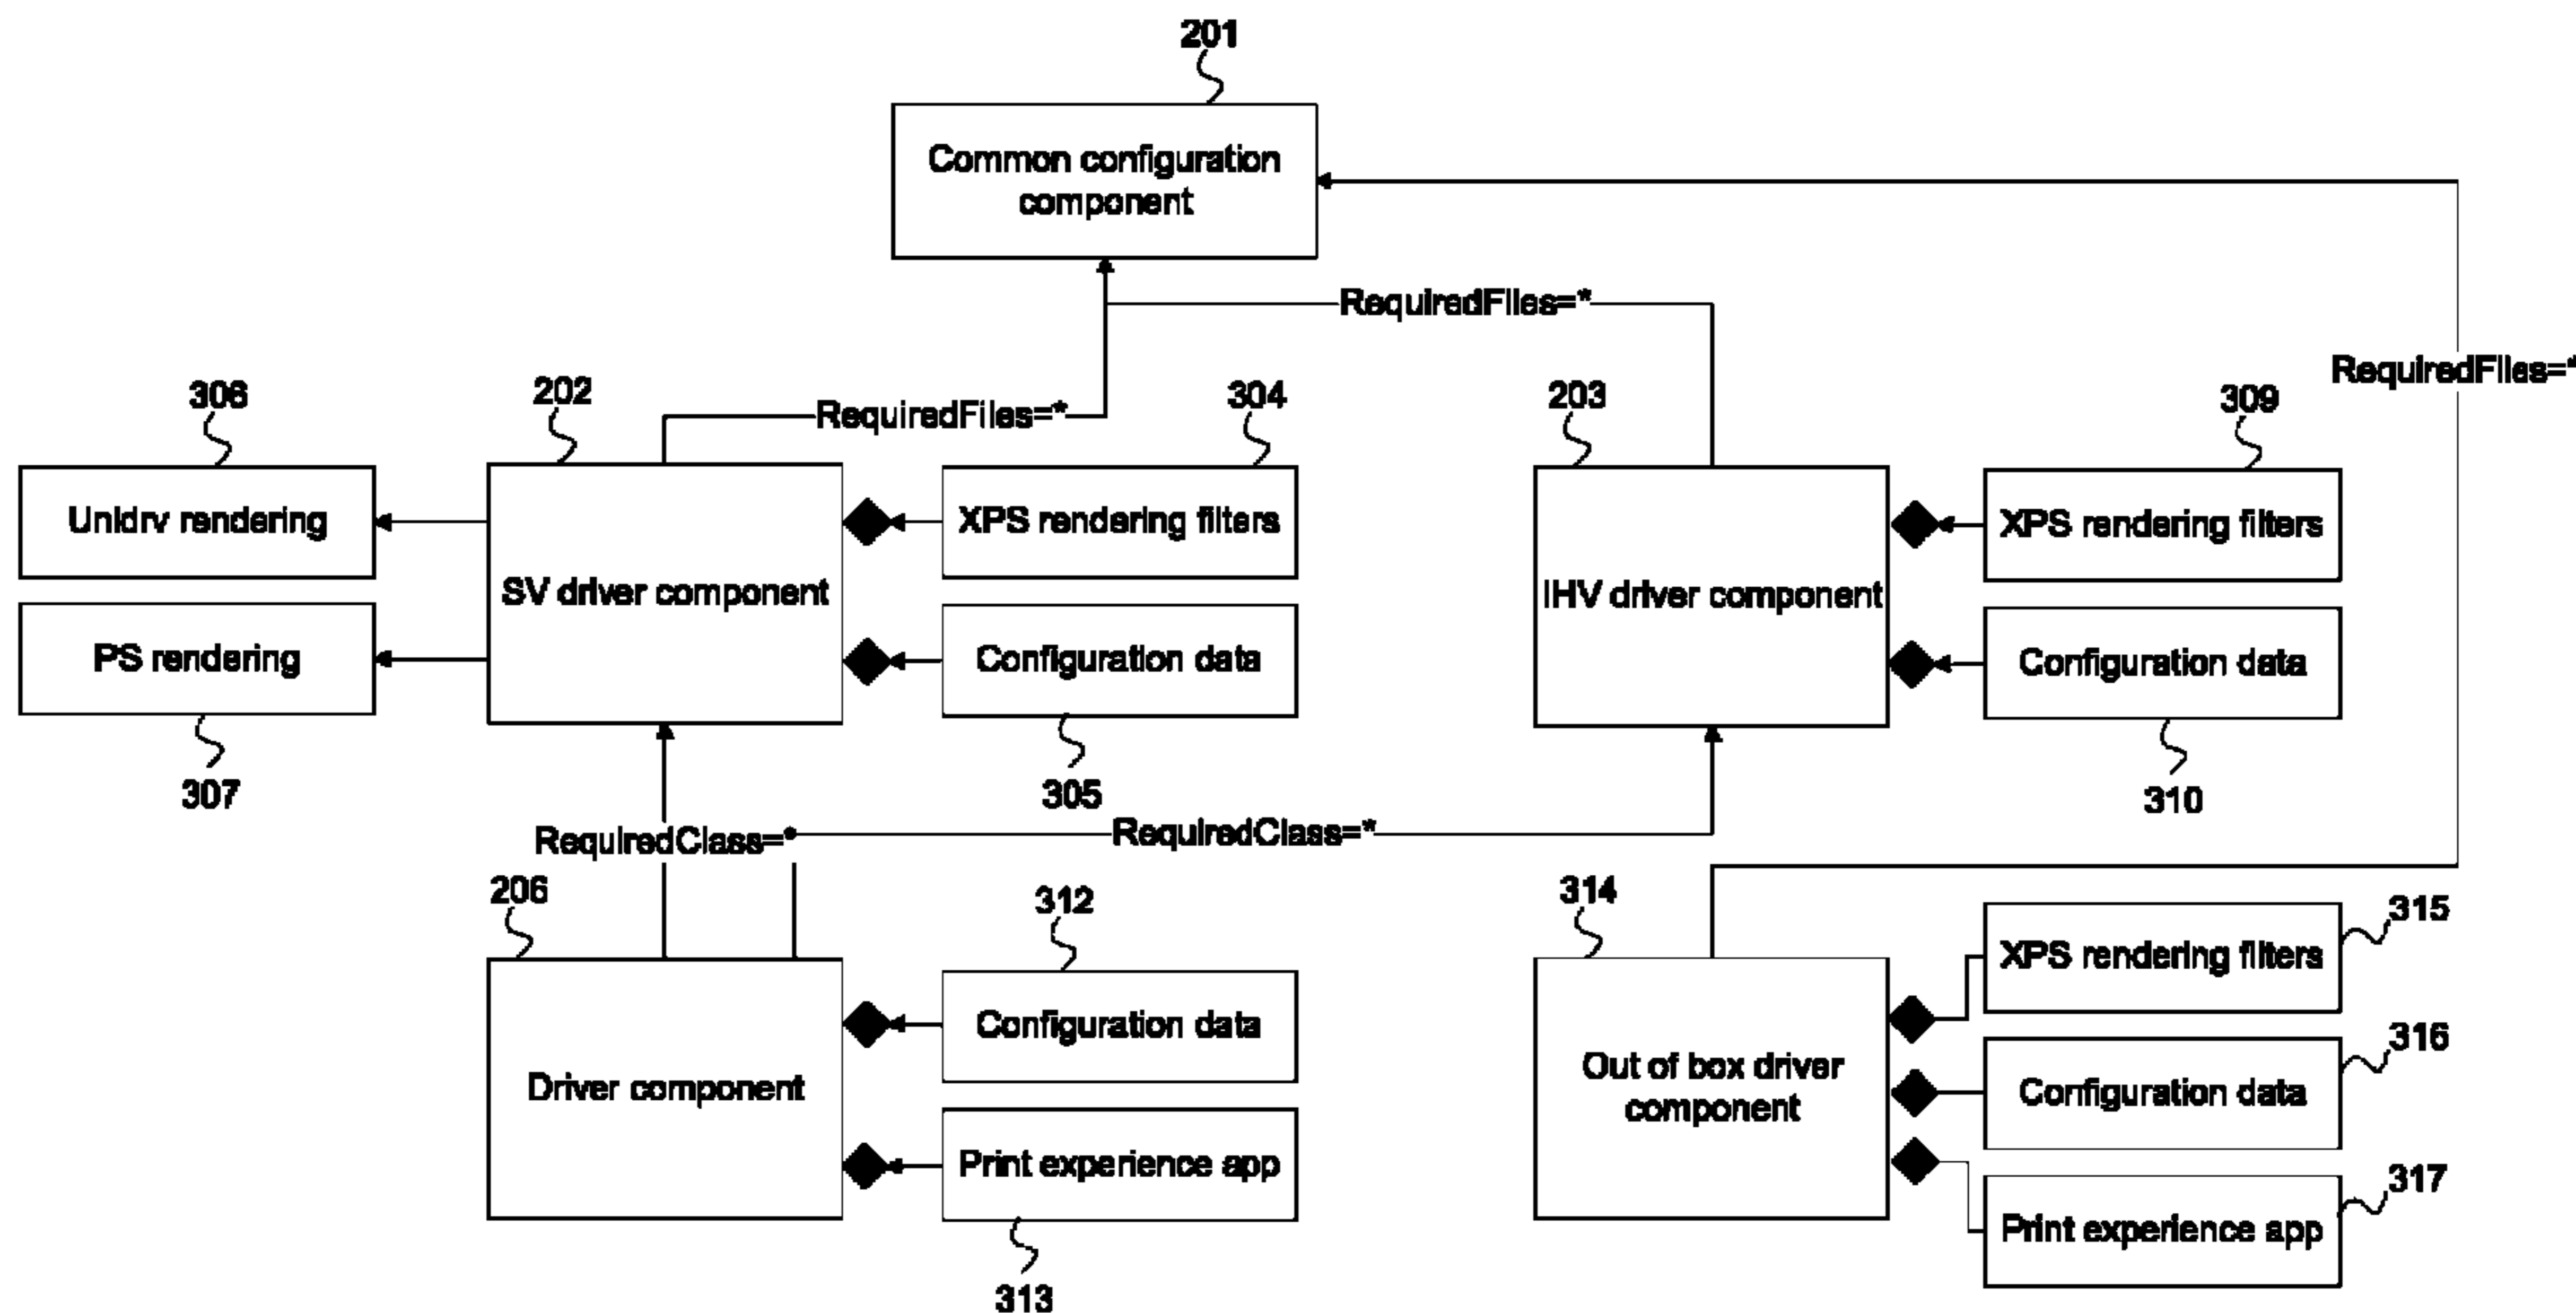 201
Common configuration
component
RequiredFiles=*
RequiredFiles=*
RequiredFiles=*
306
202
304
203
309
Unidrv rendering
SV driver component
XPS rendering filters
IHV driver component
XPS rendering filters
PS rendering
Configuration data
Configuration data
307
305
310
RequiredClass=*
RequiredClass=*
206
312
314
315
Configuration data
XPS rendering filters
Driver component
Out of box driver
component
316
Configuration data
Print experience app
317
Print experience app
313